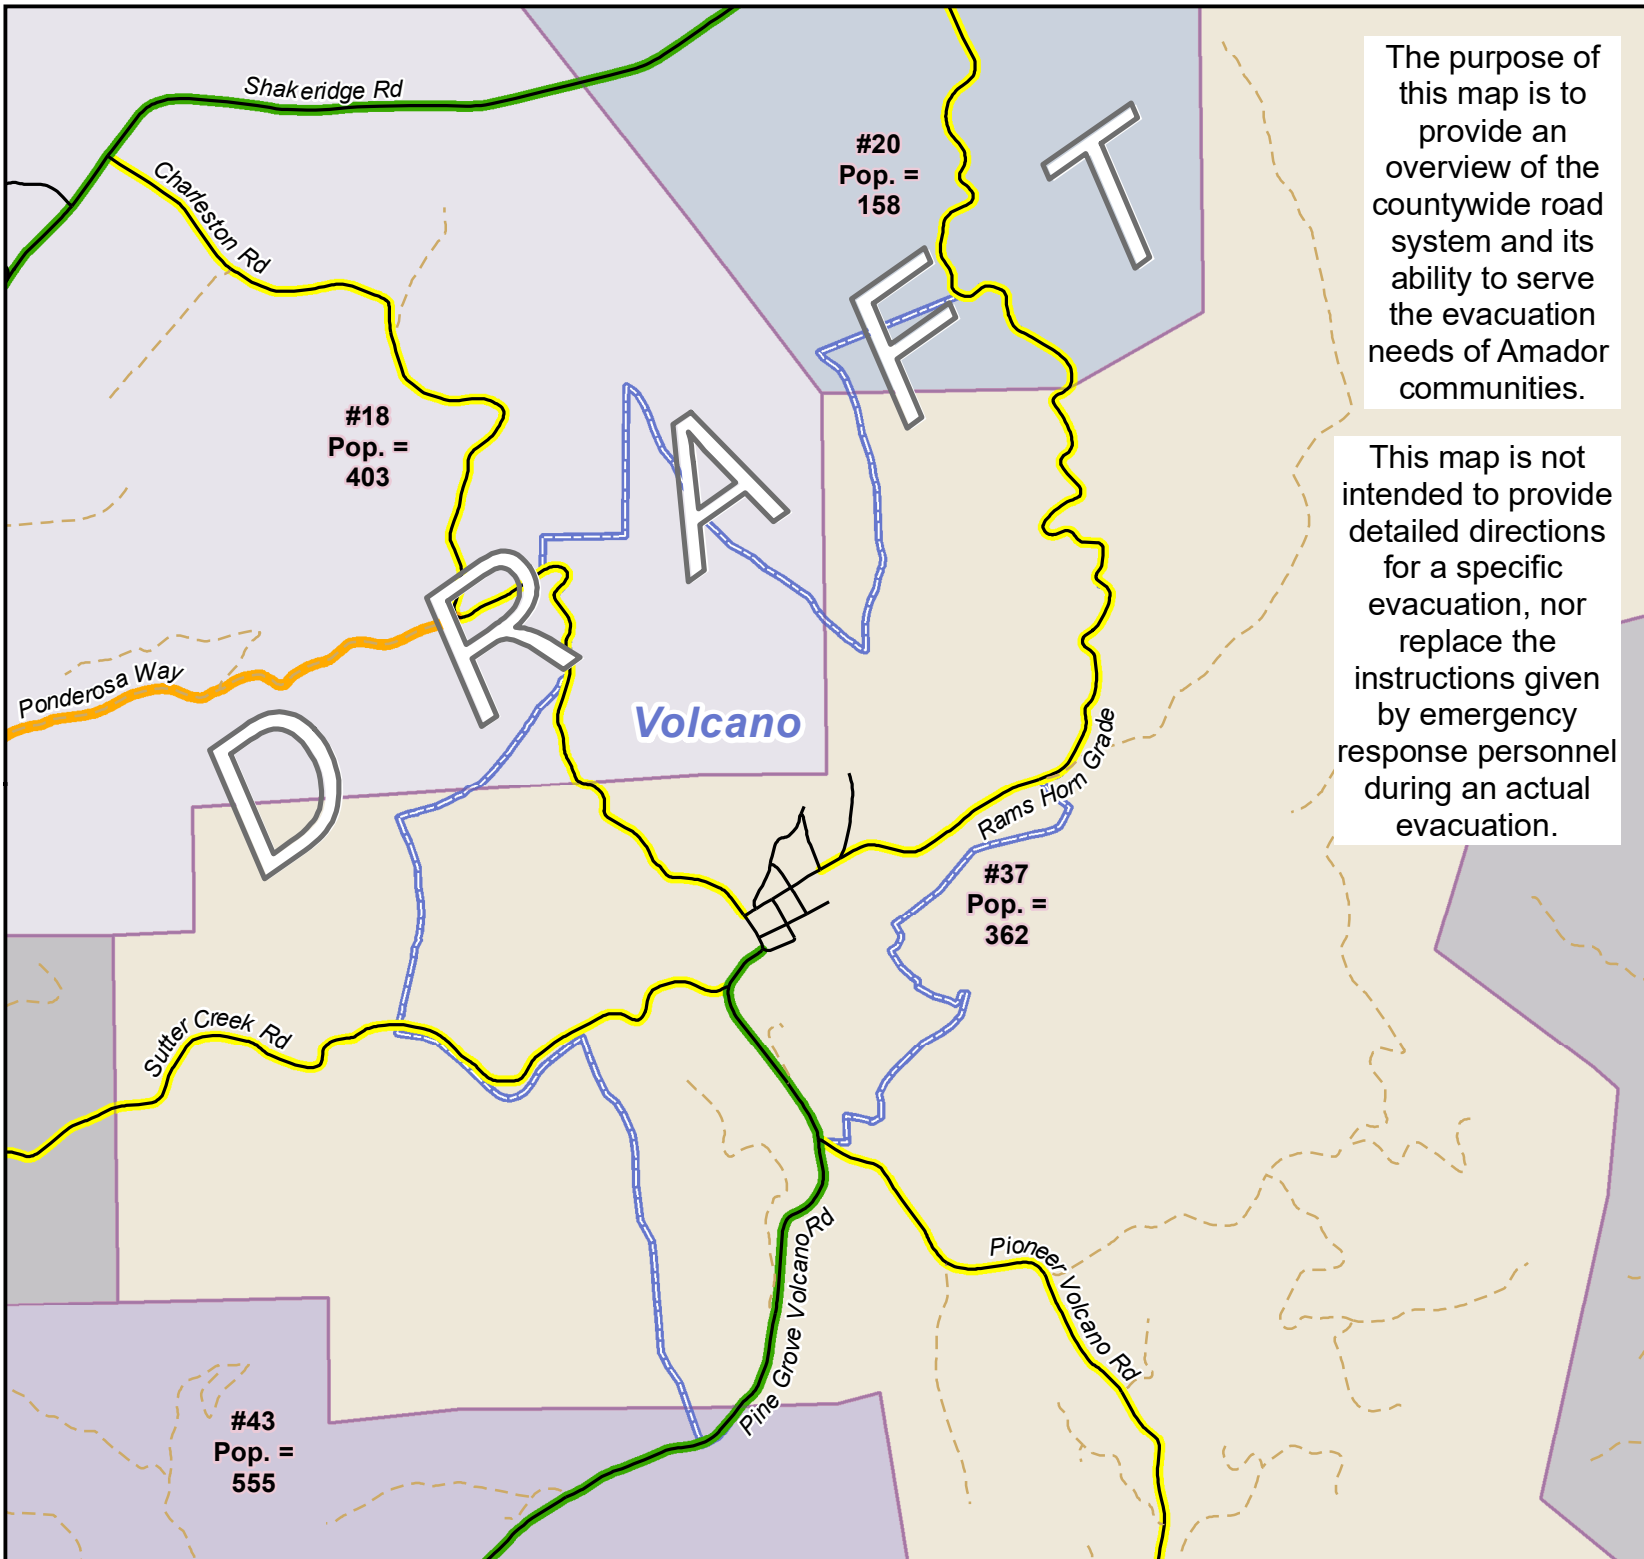 Shakeridge Rd
Charleston Rd
#20
Pop. =
158
The purpose of
this map is to
provide an
overview of the
countywide road
system and its
ability to serve
the evacuation
needs of Amador
communities.
#18
Pop. =
403
This map is not
intended to provide
detailed directions
for a specific
evacuation, nor
replace the
instructions given
by emergency
response personnel
during an actual
evacuation.
DRAFT
Ponderosa Way
Volcano
Rams Horn Grade
#37
Pop. =
362
Sutter Creek Rd
Pine Grove Volcano Rd
Pioneer Volcano Rd
#43
Pop. =
555